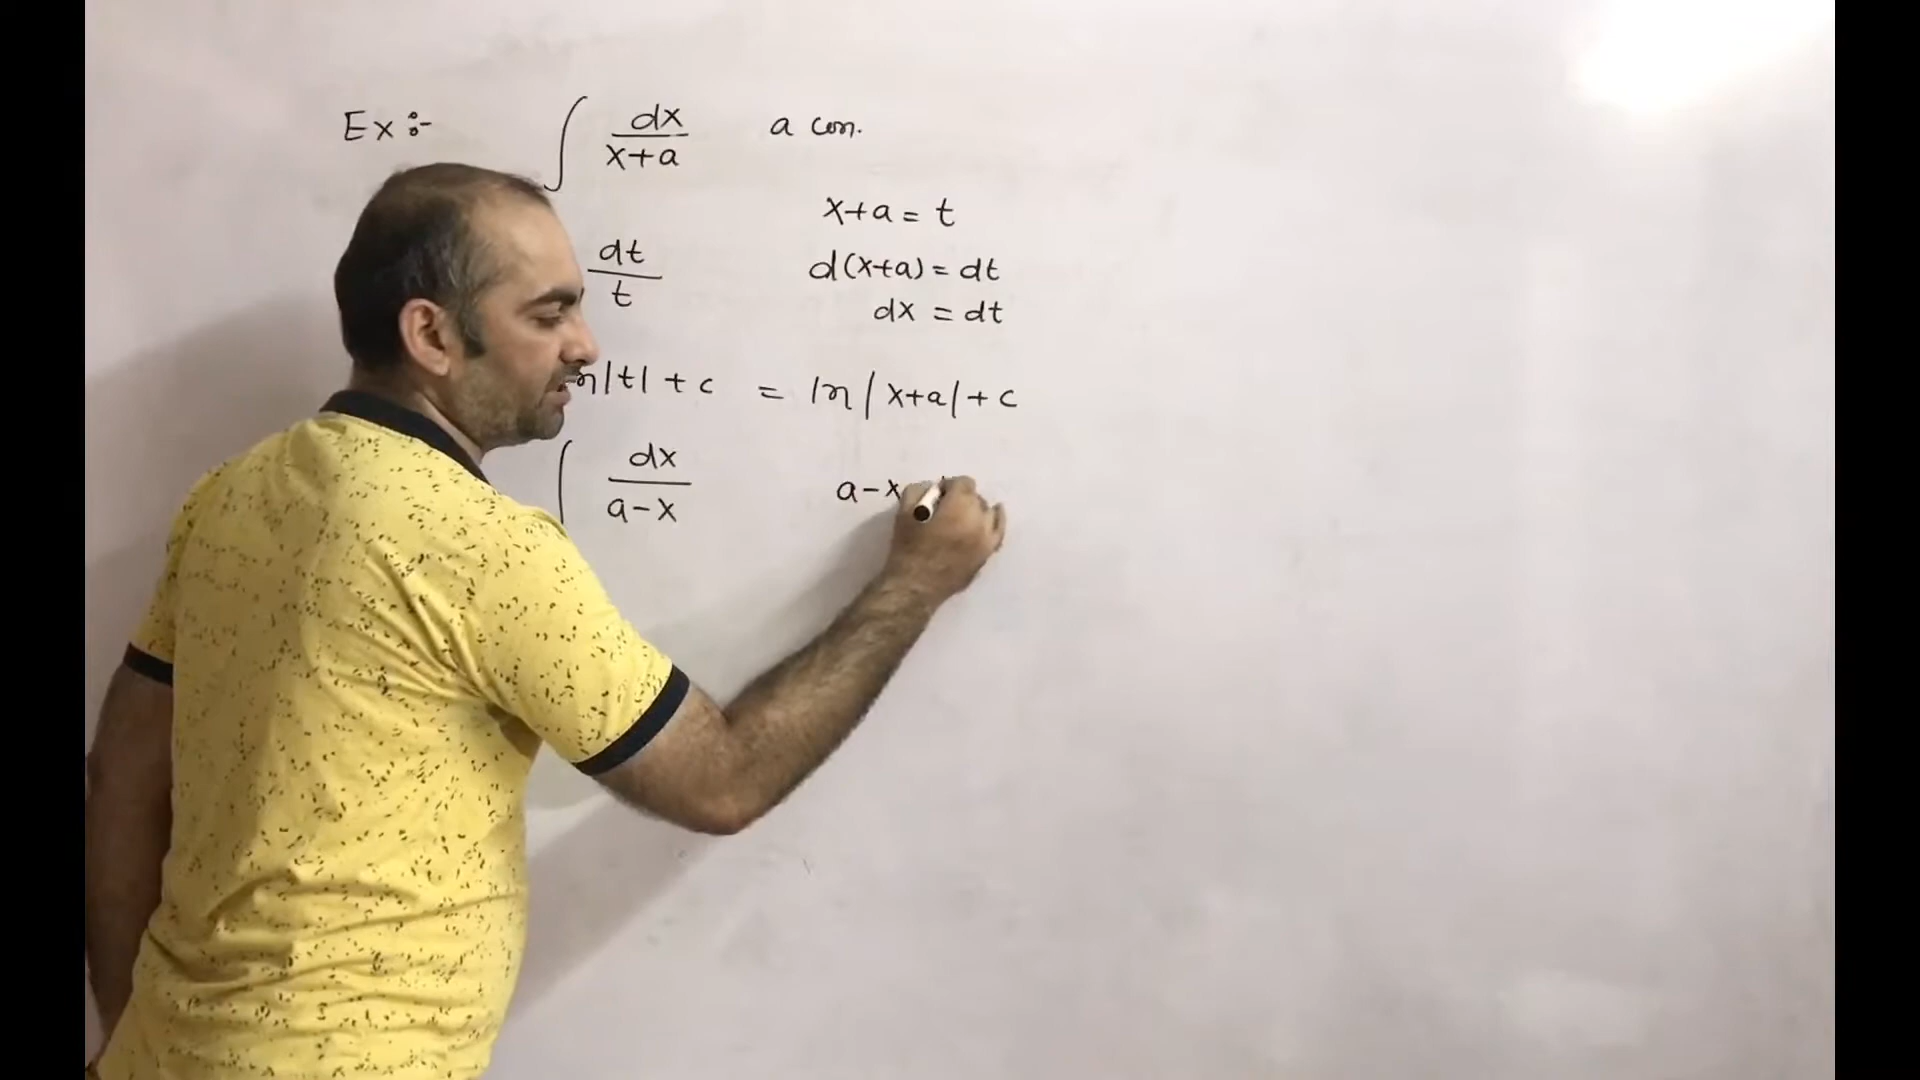 Ex :- ∫ dx/(x+a) a con.
x+a = t
dt/t d(x+a) = dt
dx = dt
n|t| + c = ln|x+a| + c
∫ dx/(a-x) a-x